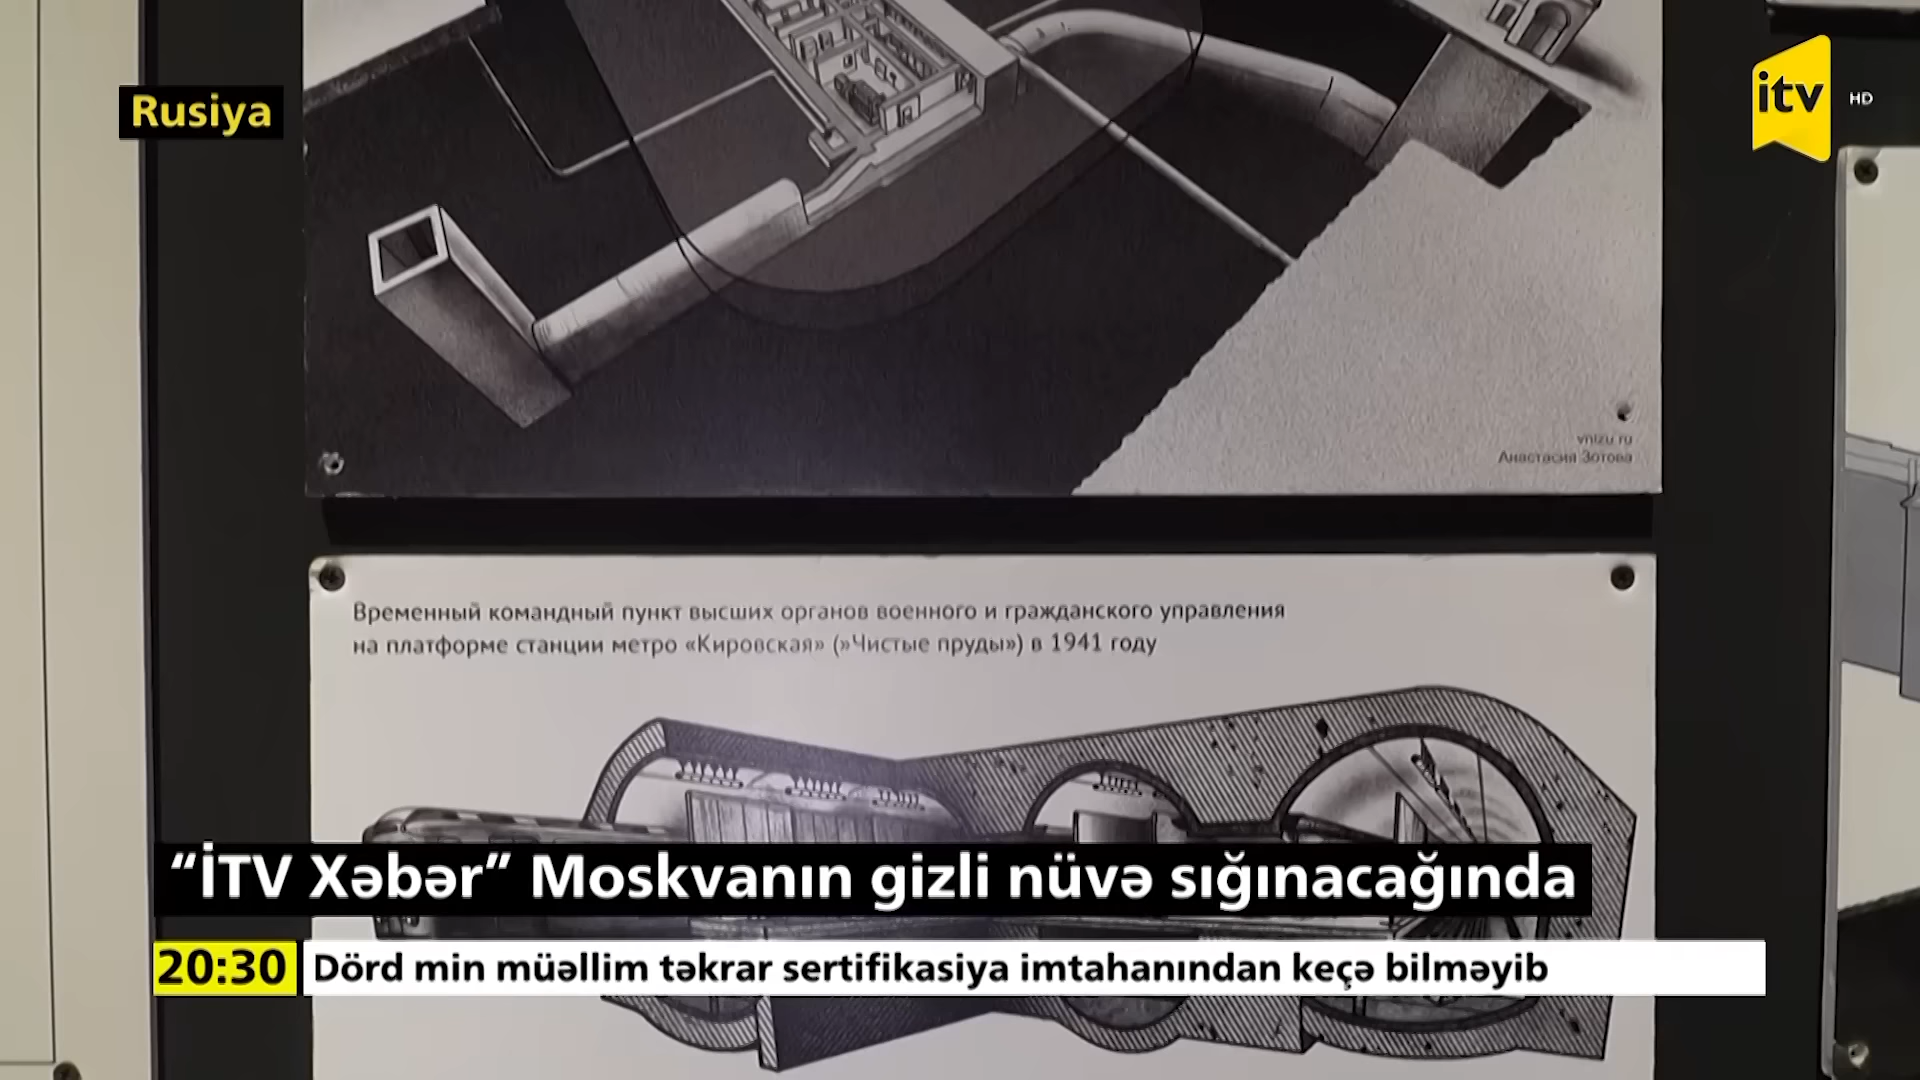 Rusiya
itv HD
vnizu.ru
Анастасия Зотова
Временный командный пункт высших органов военного и гражданского управления
на платформе станции метро «Кировская» (»Чистые пруды») в 1941 году
“İTV Xəbər” Moskvanın gizli nüvə sığınacağında
20:30 Dörd min müəllim təkrar sertifikasiya imtahanından keçə bilməyib